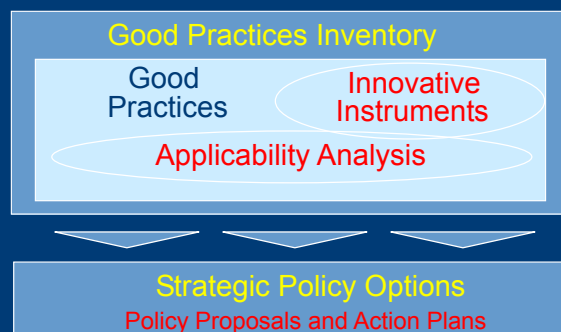 Good Practices Inventory
Good
Practices
Innovative
Instruments
Applicability Analysis
Strategic Policy Options
Policy Proposals and Action Plans